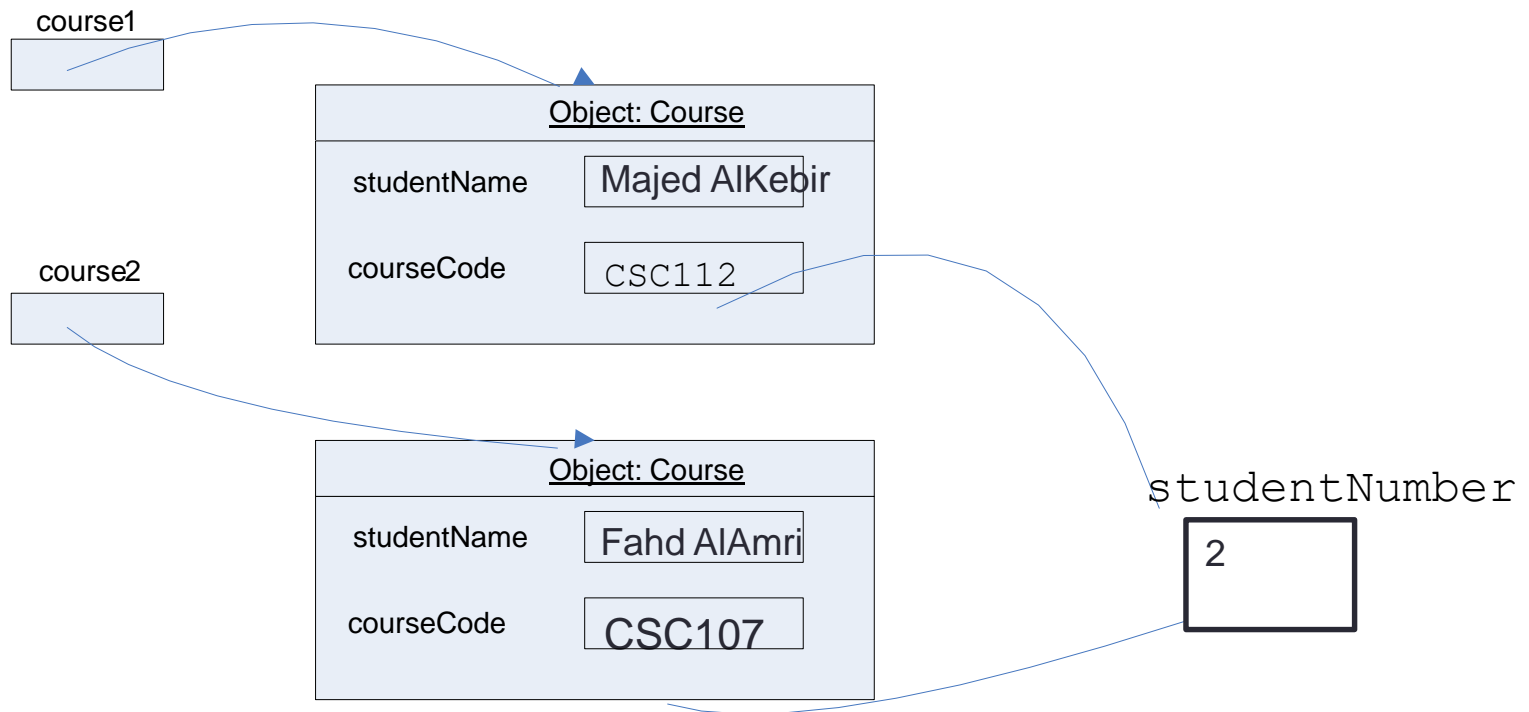 course1
Object: Course
studentName Majed AlKebir
courseCode CSC112
course2
Object: Course
studentName Fahd AlAmri
courseCode CSC107
studentNumber
2